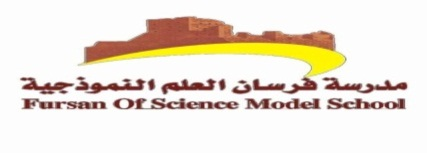 مدرسة فرسان العلم النموذجية
Fursan Of Science Model School